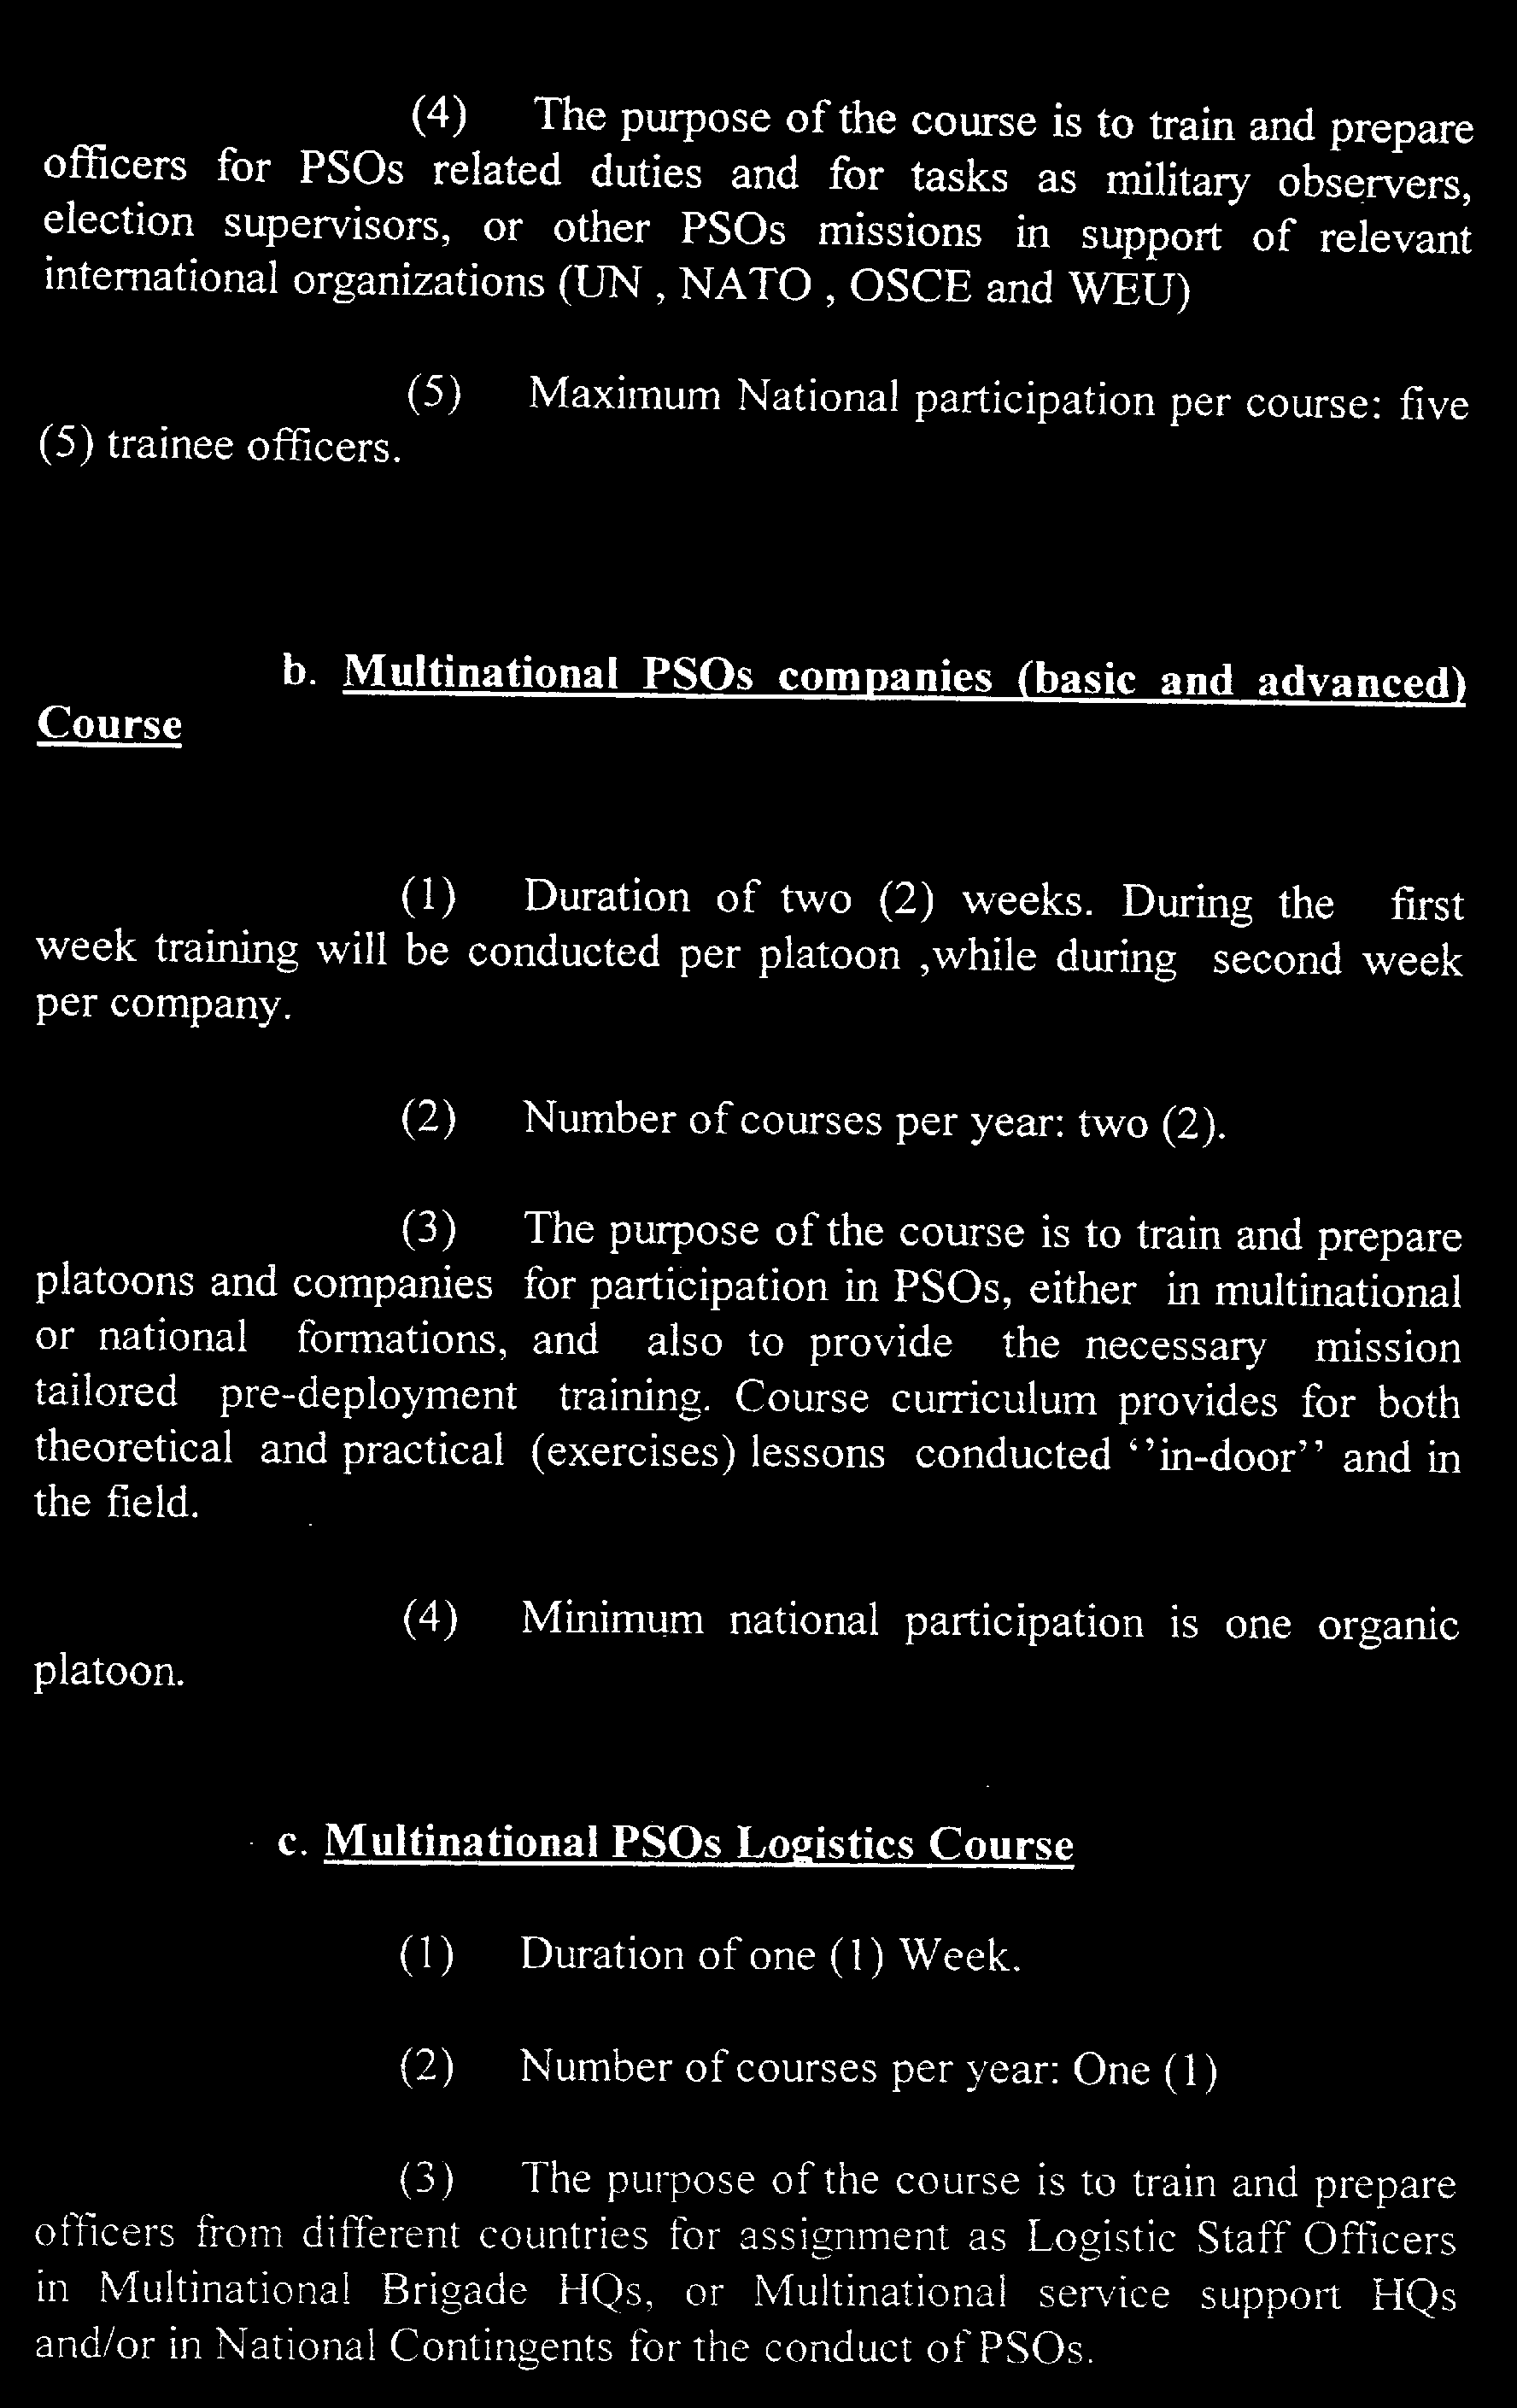 (4) The purpose of the course is to train and prepare
officers for PSOs related duties and for tasks as military observers,
election supervisors, or other PSOs missions in support of relevant
international organizations (UN , NATO , OSCE and WEU)
(5) Maximum National participation per course: five
(5) trainee officers.
b. Multinational PSOs companies (basic and advanced)
Course
(1) Duration of two (2) weeks. During the first
week training will be conducted per platoon ,while during second week
per company.
(2) Number of courses per year: two (2).
(3) The purpose of the course is to train and prepare
platoons and companies for participation in PSOs, either in multinational
or national formations, and also to provide the necessary mission
tailored pre-deployment training. Course curriculum provides for both
theoretical and practical (exercises) lessons conducted ‘’in-door’’ and in
the field.
(4) Minimum national participation is one organic
platoon.
c. Multinational PSOs Logistics Course
(1) Duration of one (1) Week.
(2) Number of courses per year: One (1)
(3) The purpose of the course is to train and prepare
officers from different countries for assignment as Logistic Staff Officers
in Multinational Brigade HQs, or Multinational service support HQs
and/or in National Contingents for the conduct of PSOs.